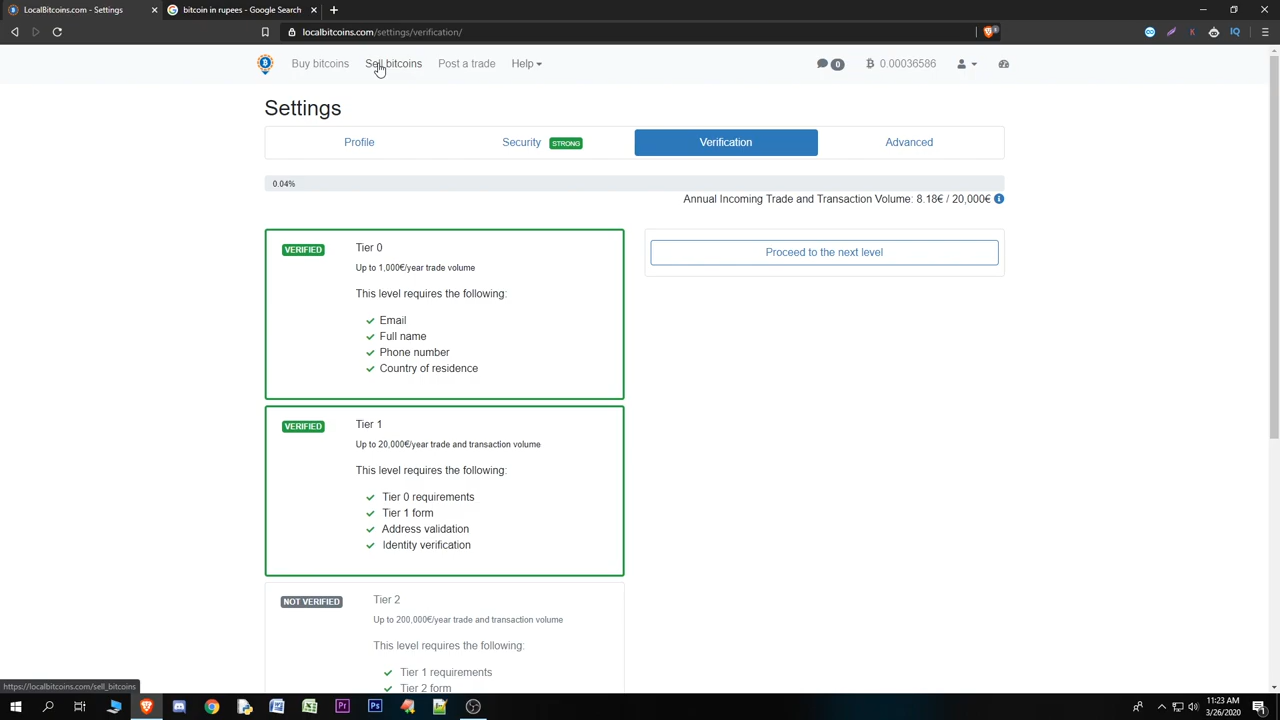 LocalBitcoins.com - Settings
bitcoin in rupees - Google Search
localbitcoins.com/settings/verification/
Buy bitcoins
Sell bitcoins
Post a trade
Help
0
0.00036586
Settings
Profile
Security STRONG
Verification
Advanced
0.04%
Annual Incoming Trade and Transaction Volume: 8.18€ / 20,000€
VERIFIED
Tier 0
Up to 1,000€/year trade volume
This level requires the following:
Email
Full name
Phone number
Country of residence
Proceed to the next level
VERIFIED
Tier 1
Up to 20,000€/year trade and transaction volume
This level requires the following:
Tier 0 requirements
Tier 1 form
Address validation
Identity verification
NOT VERIFIED
Tier 2
Up to 200,000€/year trade and transaction volume
This level requires the following:
Tier 1 requirements
Tier 2 form
https://localbitcoins.com/sell_bitcoins
11:23 AM
3/26/2020